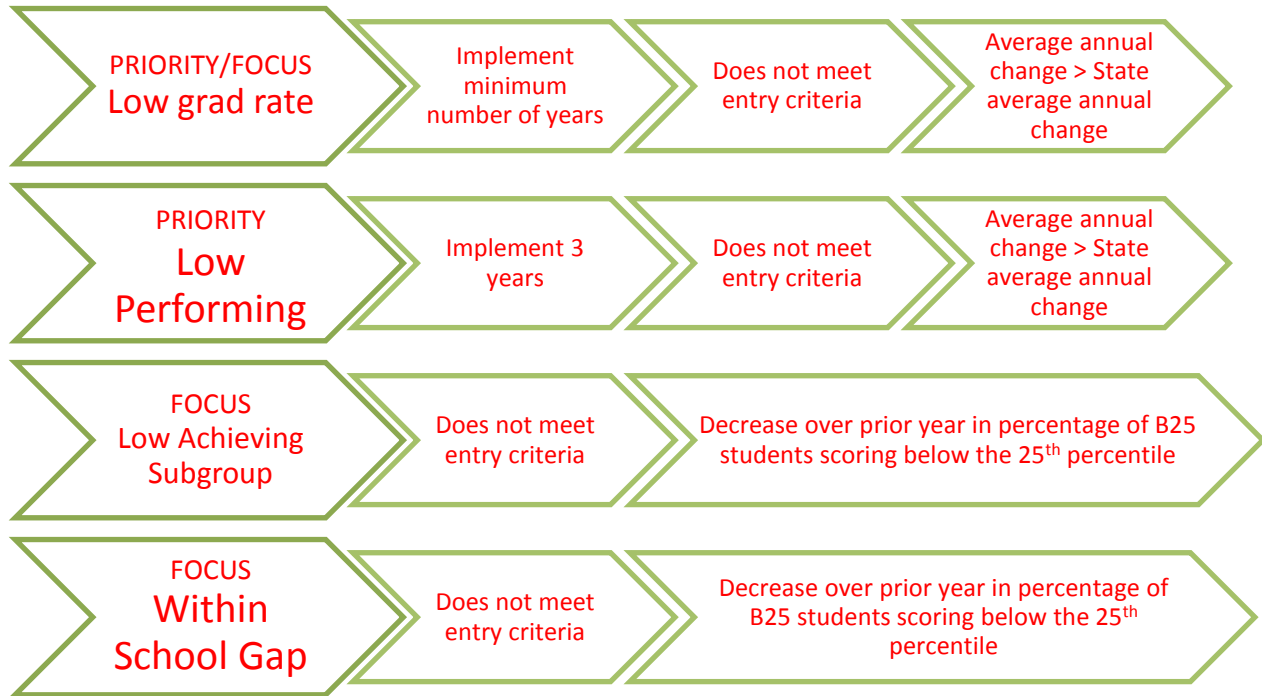 PRIORITY/FOCUS
Low grad rate
Implement
minimum
number of years
Does not meet
entry criteria
Average annual
change > State
average annual
change
PRIORITY
Low
Performing
Implement 3
years
Does not meet
entry criteria
Average annual
change > State
average annual
change
FOCUS
Low Achieving
Subgroup
Does not meet
entry criteria
Decrease over prior year in percentage of B25
students scoring below the 25th percentile
FOCUS
Within
School Gap
Does not meet
entry criteria
Decrease over prior year in percentage of
B25 students scoring below the 25th
percentile